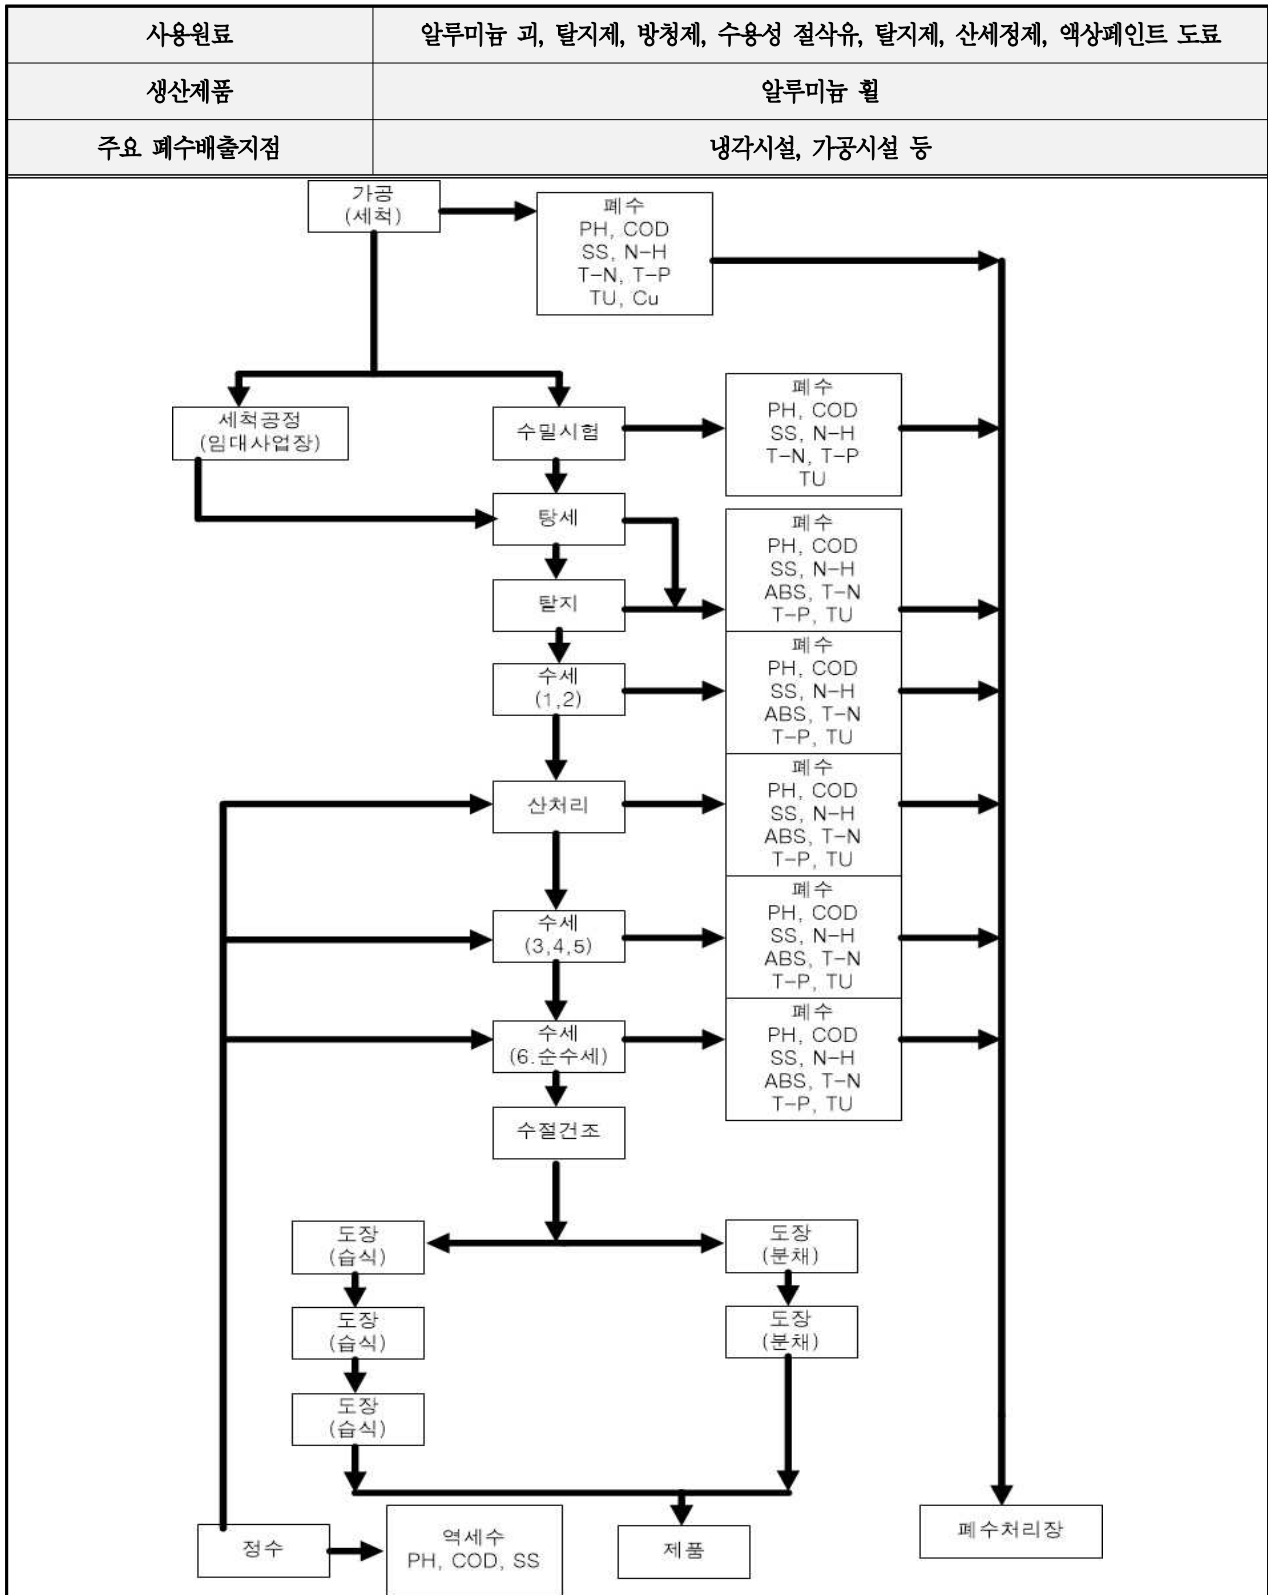 사용원료
알루미늄 괴, 탈지제, 방청제, 수용성 절삭유, 탈지제, 산세정제, 액상페인트 도료
생산제품
알루미늄 휠
주요 폐수배출지점
냉각시설, 가공시설 등
가공
(세척)
폐수
PH, COD
SS, N-H
T-N, T-P
TU, Cu
세척공정
(임대사업장)
수밀시험
폐수
PH, COD
SS, N-H
T-N, T-P
TU
탕세
탈지
폐수
PH, COD
SS, N-H
ABS, T-N
T-P, TU
수세
(1,2)
폐수
PH, COD
SS, N-H
ABS, T-N
T-P, TU
산처리
폐수
PH, COD
SS, N-H
ABS, T-N
T-P, TU
수세
(3,4,5)
폐수
PH, COD
SS, N-H
ABS, T-N
T-P, TU
수세
(6.순수세)
폐수
PH, COD
SS, N-H
ABS, T-N
T-P, TU
수절건조
도장
(습식)
도장
(분채)
도장
(습식)
도장
(분채)
도장
(습식)
정수
역세수
PH, COD, SS
제품
폐수처리장